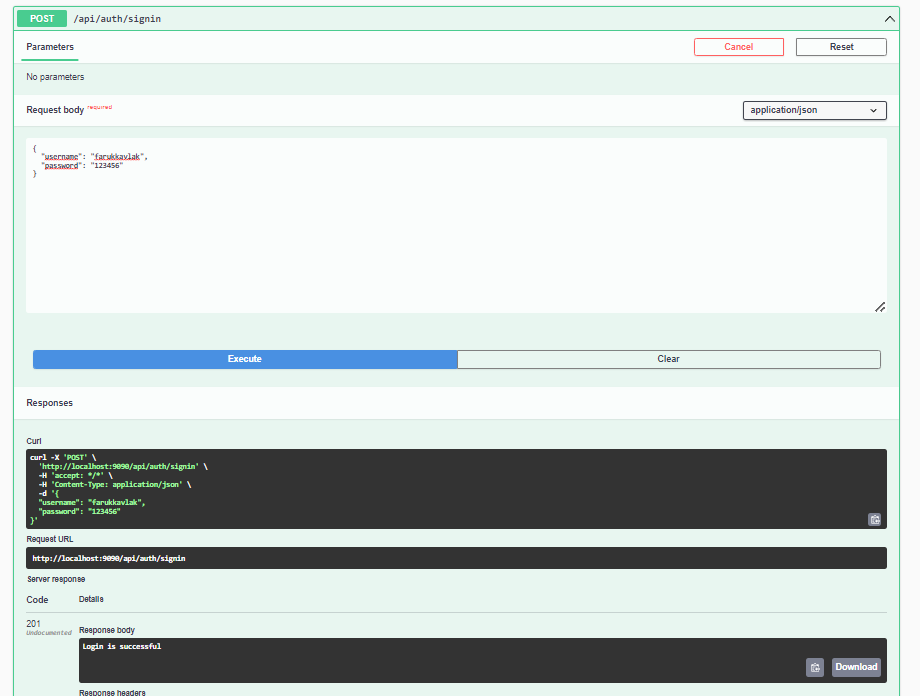 POST /api/auth/signin
Parameters
Cancel
Reset
No parameters
Request body required
application/json
{
"username": "farukkavlak",
"password": "123456"
}
Execute
Clear
Responses
Curl
curl -X 'POST' \
'http://localhost:9090/api/auth/signin' \
-H 'accept: */*' \
-H 'Content-Type: application/json' \
-d '{
"username": "farukkavlak",
"password": "123456"
}'
Request URL
http://localhost:9090/api/auth/signin
Server response
Code Details
201
Undocumented
Response body
Login is successful
Download
Response headers